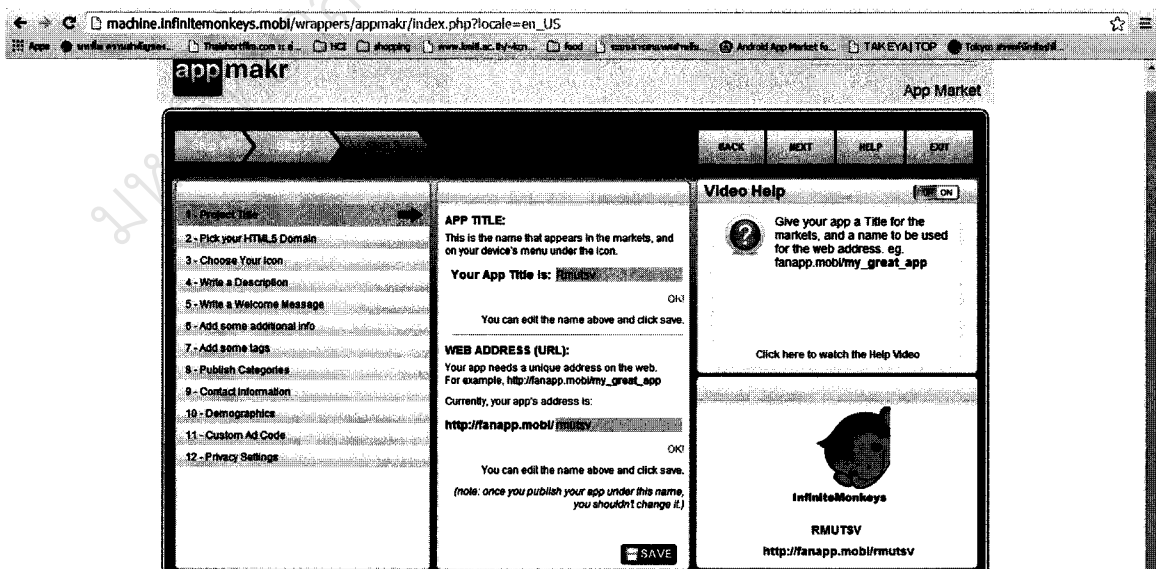 machine.infinitemonkeys.mobi/wrappers/appmakr/index.php?locale=en_US
Apps
HCI
shopping
food
Android App Market fo...
TAKEYA| TOP
appmakr
App Market
BACK
NEXT
HELP
EXIT
1 - Project Title
2 - Pick your HTML5 Domain
3 - Choose Your Icon
4 - Write a Description
5 - Write a Welcome Message
6 - Add some additional info
7 - Add some tags
8 - Publish Categories
9 - Contact Information
10 - Demographics
11 - Custom Ad Code
12 - Privacy Settings
APP TITLE:
This is the name that appears in the markets, and
on your device's menu under the icon.
Your App Title is: Rmutsv
OK!
You can edit the name above and click save.
WEB ADDRESS (URL):
Your app needs a unique address on the web.
For example, http://fanapp.mobi/my_great_app
Currently, your app's address is:
http://fanapp.mobi/ rmutsv
OK!
You can edit the name above and click save.
(note: once you publish your app under this name,
you shouldn't change it.)
SAVE
Video Help
ON
Give your app a Title for the
markets, and a name to be used
for the web address. eg.
fanapp.mobi/my_great_app
Click here to watch the Help Video
InfiniteMonkeys
RMUTSV
http://fanapp.mobi/rmutsv